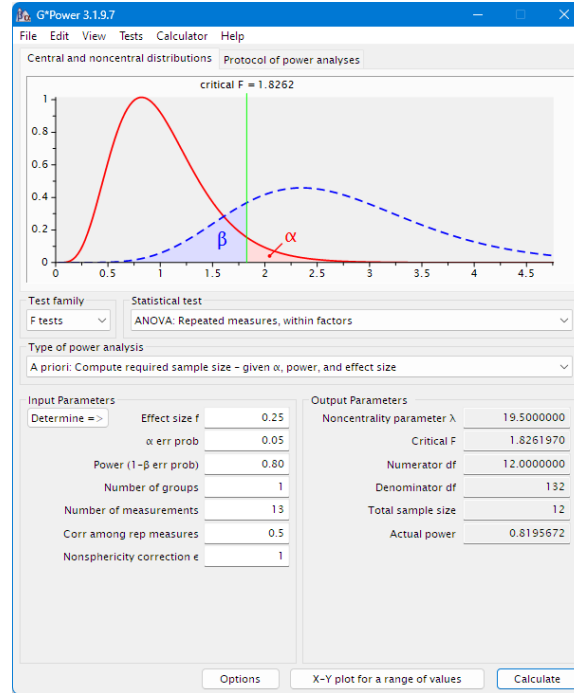 G*Power 3.1.9.7
File Edit View Tests Calculator Help
Central and noncentral distributions Protocol of power analyses
critical F = 1.8262
1
0.8
0.6
0.4
0.2
0
β
α
0 0.5 1 1.5 2 2.5 3 3.5 4 4.5
Test family Statistical test
F tests ANOVA: Repeated measures, within factors
Type of power analysis
A priori: Compute required sample size – given α, power, and effect size
Input Parameters
Determine => Effect size f 0.25
α err prob 0.05
Power (1-β err prob) 0.80
Number of groups 1
Number of measurements 13
Corr among rep measures 0.5
Nonsphericity correction ϵ 1
Output Parameters
Noncentrality parameter λ 19.5000000
Critical F 1.8261970
Numerator df 12.0000000
Denominator df 132
Total sample size 12
Actual power 0.8195672
Options X-Y plot for a range of values Calculate